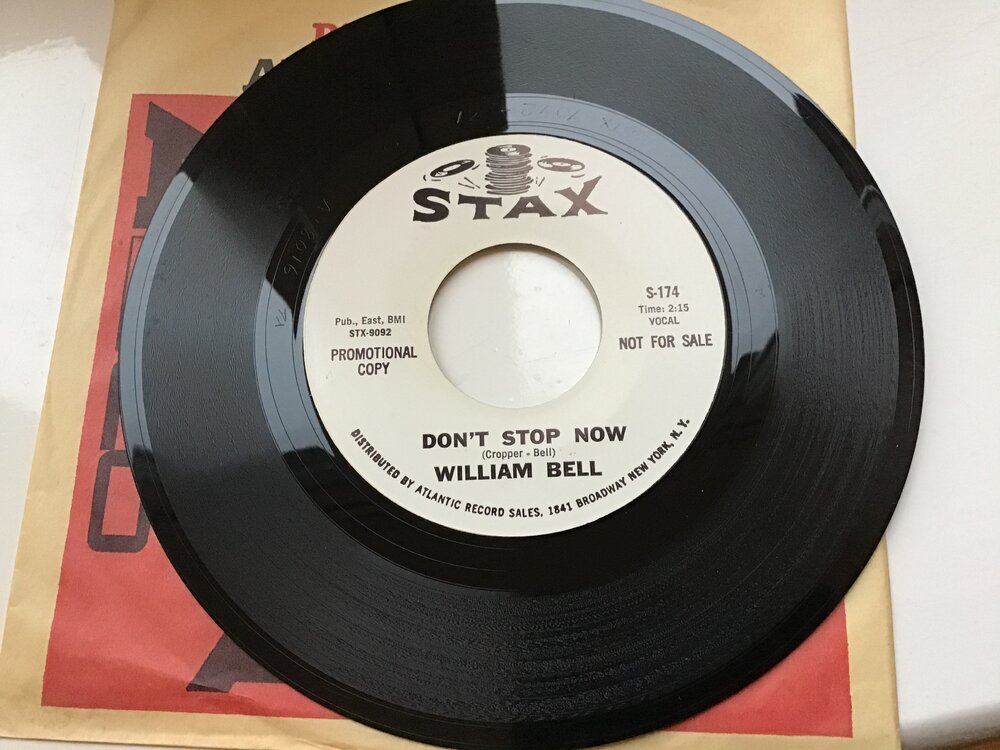 STAX
S-174
Time: 2:15
VOCAL
NOT FOR SALE
Pub., East, BMI
STX-9092
PROMOTIONAL
COPY
DON'T STOP NOW
(Cropper - Bell)
WILLIAM BELL
DISTRIBUTED BY ATLANTIC RECORD SALES, 1841 BROADWAY NEW YORK, N. Y.